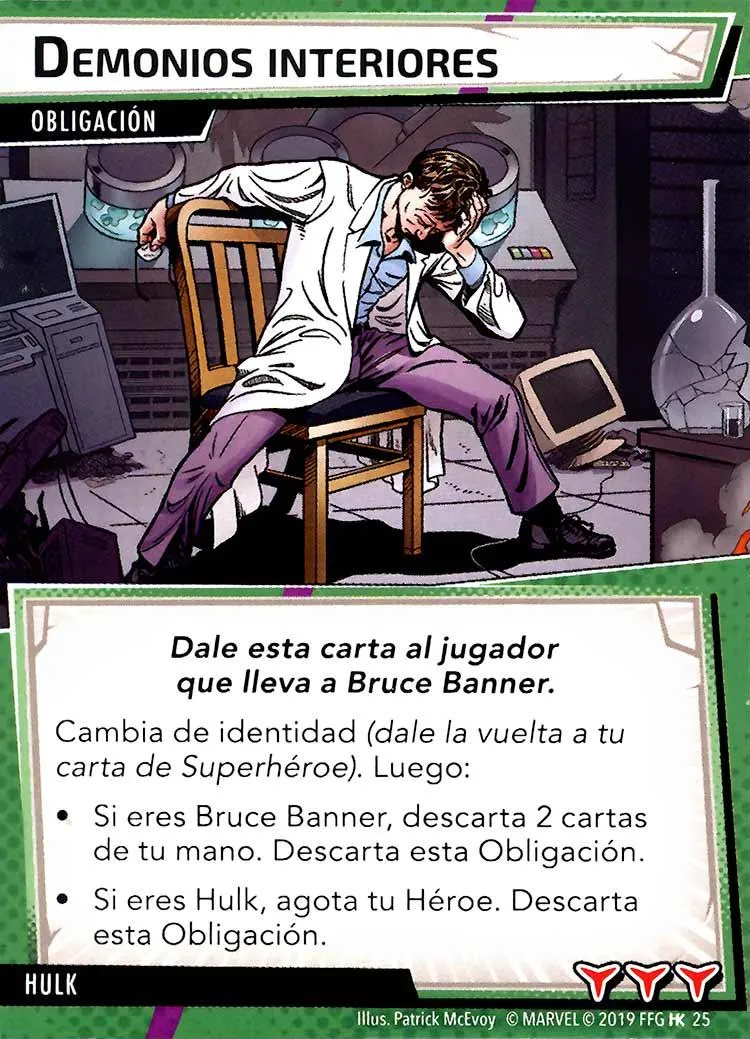 DEMONIOS INTERIORES
OBLIGACIÓN
Dale esta carta al jugador
que lleva a Bruce Banner.
Cambia de identidad (dale la vuelta a tu
carta de Superhéroe). Luego:
• Si eres Bruce Banner, descarta 2 cartas
de tu mano. Descarta esta Obligación.
• Si eres Hulk, agota tu Héroe. Descarta
esta Obligación.
HULK
Illus. Patrick McEvoy © MARVEL © 2019 FFG HK 25